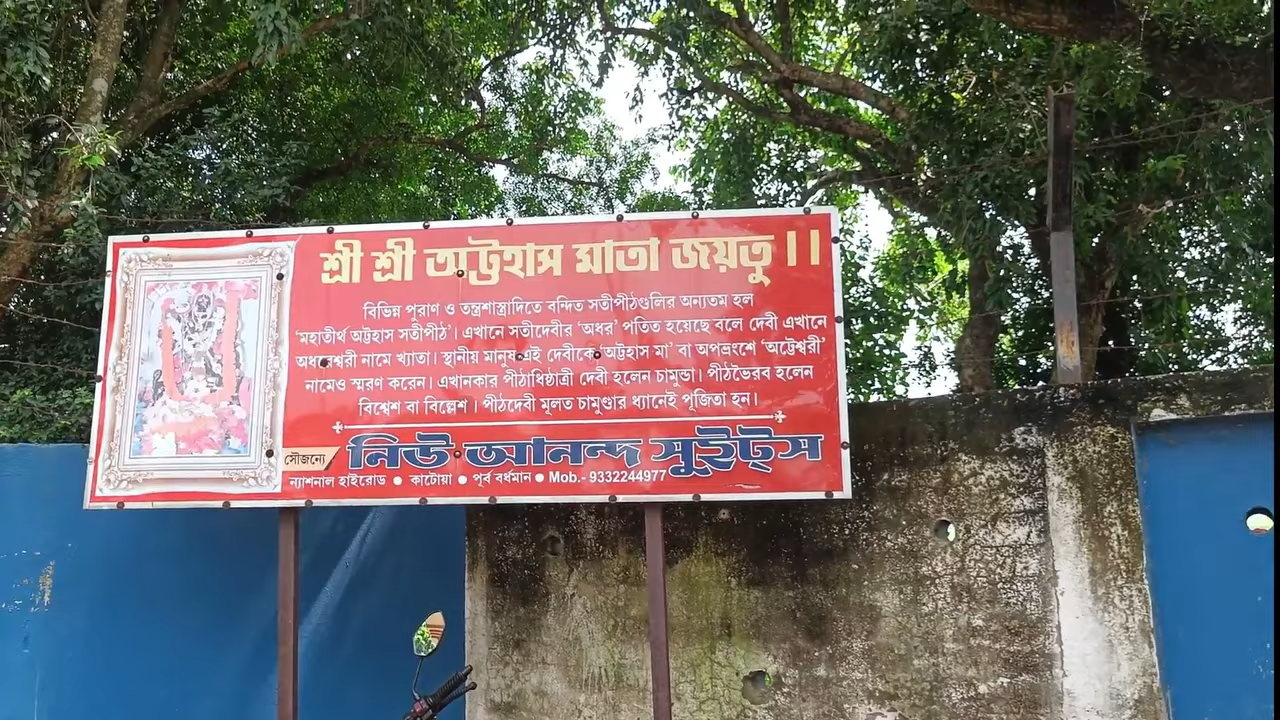 শ্রী শ্রী অট্টহাস মাতা জয়তু ।।
বিভিন্ন পুরাণ ও তন্ত্রশাস্ত্রাদিতে বন্দিত সতীপীঠগুলির অন্যতম হল
‘মহাতীর্থ অট্টহাস সতীপীঠ’। এখানে সতীদেবীর ‘অধর’ পতিত হয়েছে বলে দেবী এখানে
অধরেশ্বরী নামে খ্যাতা। স্থানীয় মানুষ এই দেবীকে ‘অট্টহাস মা’ বা অপভ্রংশে ‘অট্টেশ্বরী’
নামেও স্মরণ করেন। এখানকার পীঠাধিষ্ঠাত্রী দেবী হলেন চামুন্ডা। পীঠভৈরব হলেন
বিশ্বেশ বা বিল্লেশ। পীঠদেবী মূলত চামুণ্ডার ধ্যানেই পূজিতা হন।
সৌজন্যে নিউ আনন্দ সুইট্‌স
ন্যাশনাল হাইরোড ● কাটোয়া ● পূর্ব বর্ধমান ● Mob.- 9332244977